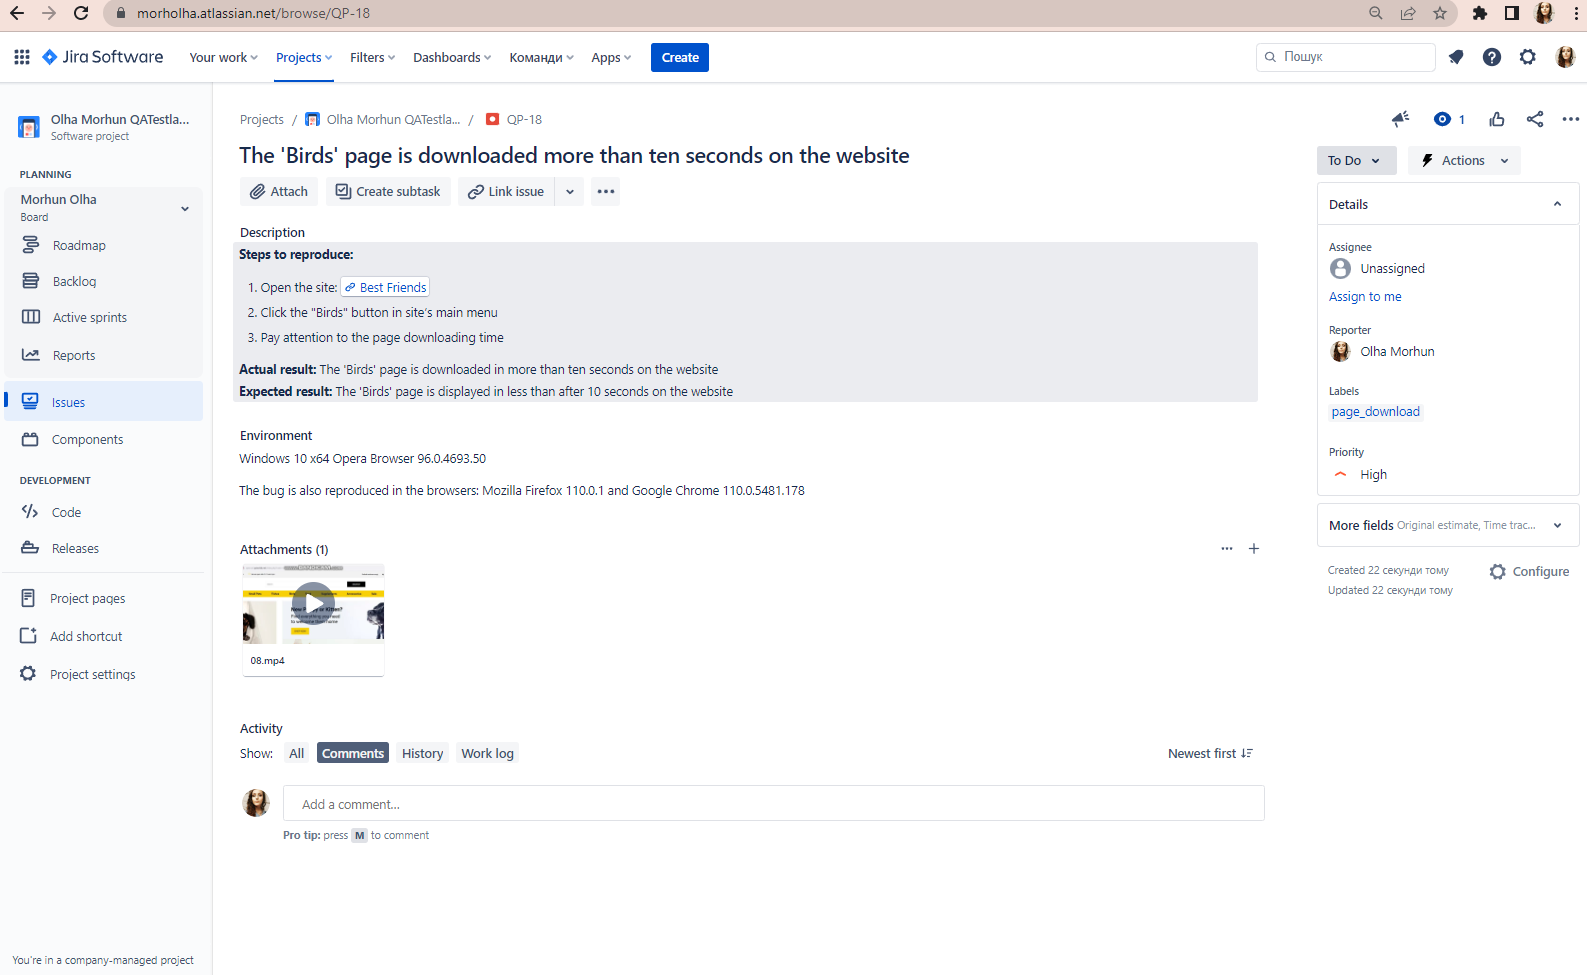 morholha.atlassian.net/browse/QP-18
Jira Software
Your work
Projects
Filters
Dashboards
Команди
Apps
Create
Пошук
Olha Morhun QATestla...
Software project
PLANNING
Morhun Olha
Board
Roadmap
Backlog
Active sprints
Reports
Issues
Components
DEVELOPMENT
Code
Releases
Project pages
Add shortcut
Project settings
You're in a company-managed project
Projects / Olha Morhun QATestla... / QP-18
1
The 'Birds' page is downloaded more than ten seconds on the website
Attach
Create subtask
Link issue
Description
Steps to reproduce:
1. Open the site: Best Friends
2. Click the "Birds" button in site's main menu
3. Pay attention to the page downloading time
Actual result: The 'Birds' page is downloaded in more than ten seconds on the website
Expected result: The 'Birds' page is displayed in less than after 10 seconds on the website
Environment
Windows 10 x64 Opera Browser 96.0.4693.50
The bug is also reproduced in the browsers: Mozilla Firefox 110.0.1 and Google Chrome 110.0.5481.178
Attachments (1)
08.mp4
Activity
Show: All Comments History Work log
Newest first
Add a comment...
Pro tip: press M to comment
To Do
Actions
Details
Assignee
Unassigned
Assign to me
Reporter
Olha Morhun
Labels
page_download
Priority
High
More fields Original estimate, Time trac...
Created 22 секунди тому
Configure
Updated 22 секунди тому